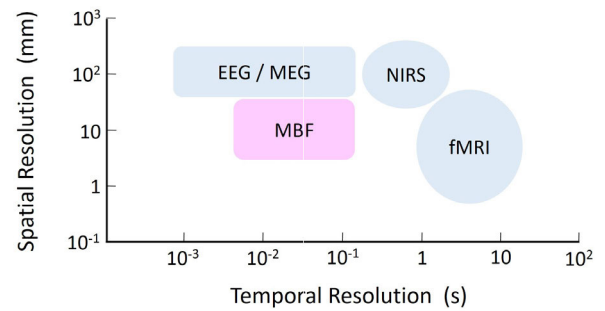 10³
Spatial Resolution (mm)
10²
10
1
10⁻¹
EEG / MEG
NIRS
MBF
fMRI
10⁻³
10⁻²
10⁻¹
1
10
10²
Temporal Resolution (s)